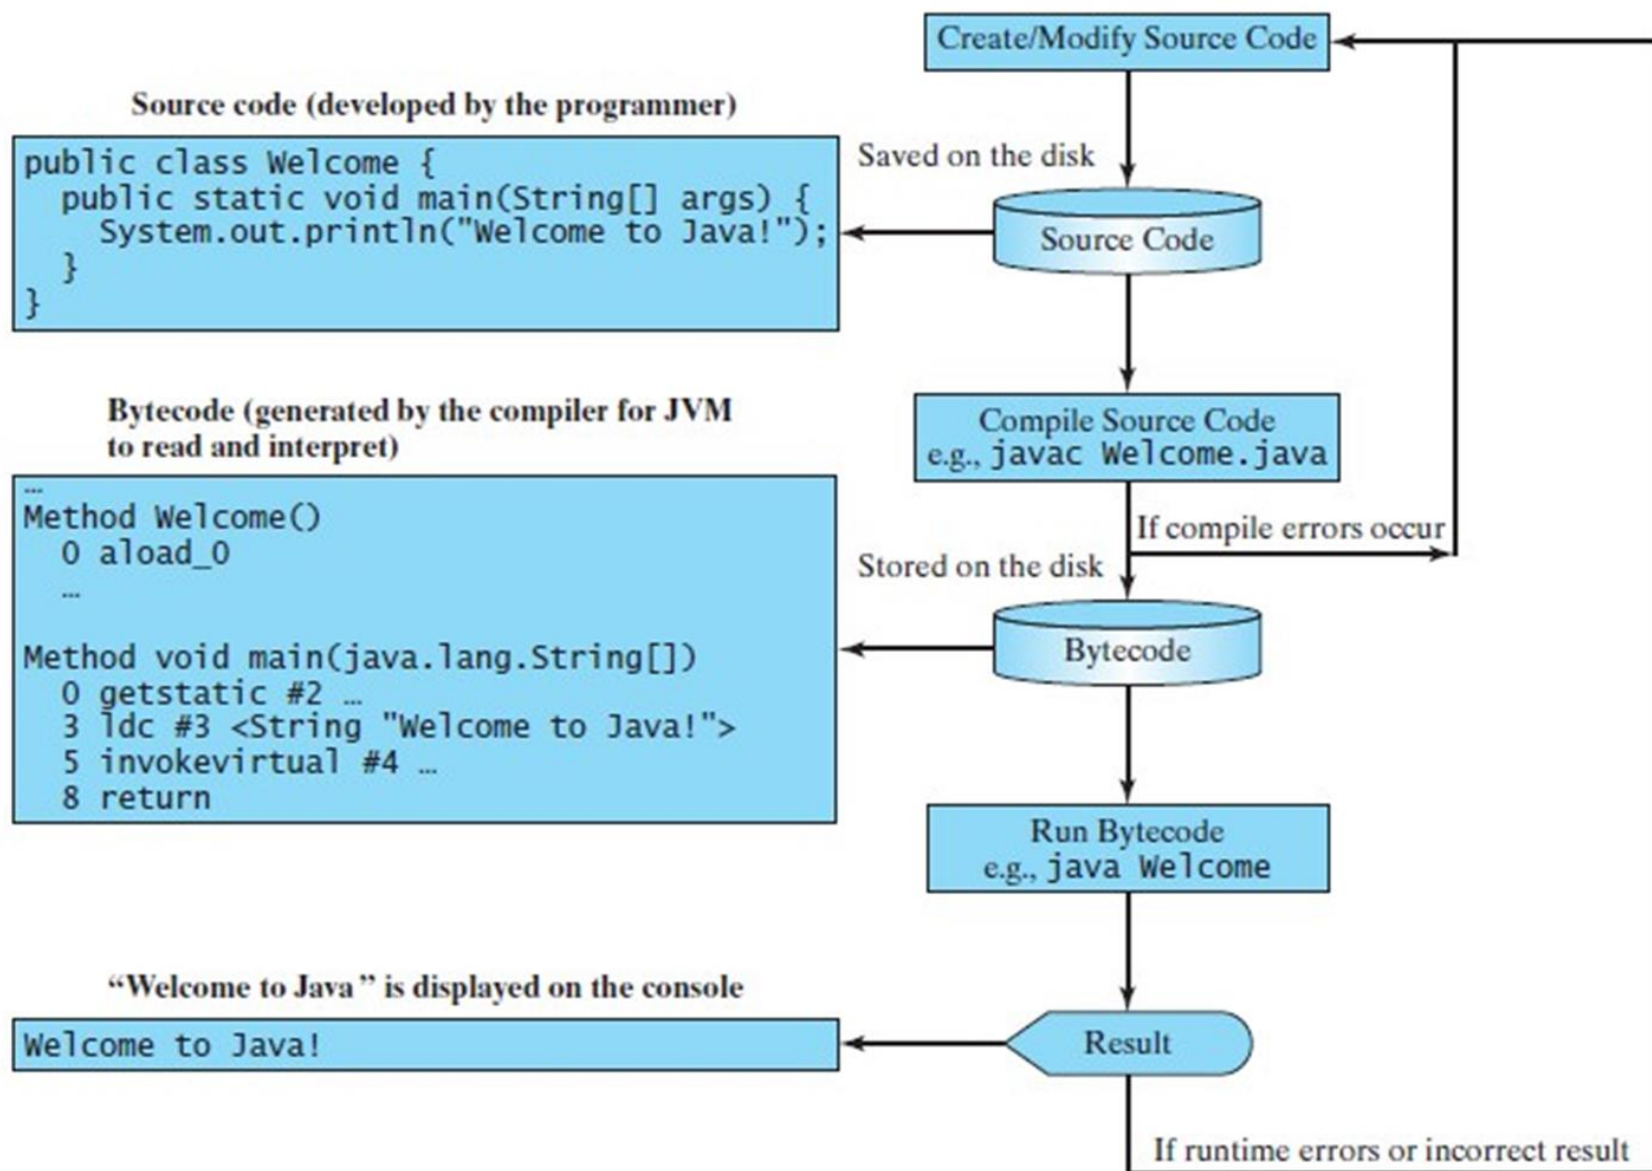 Create/Modify Source Code
Source code (developed by the programmer)
public class Welcome {
  public static void main(String[] args) {
    System.out.println("Welcome to Java!");
  }
}
Saved on the disk
Source Code
Compile Source Code
e.g., javac Welcome.java
If compile errors occur
Bytecode (generated by the compiler for JVM
to read and interpret)
…
Method Welcome()
  0 aload_0
  …
Method void main(java.lang.String[])
  0 getstatic #2 …
  3 ldc #3 <String "Welcome to Java!">
  5 invokevirtual #4 …
  8 return
Stored on the disk
Bytecode
Run Bytecode
e.g., java Welcome
“Welcome to Java” is displayed on the console
Welcome to Java!
Result
If runtime errors or incorrect result